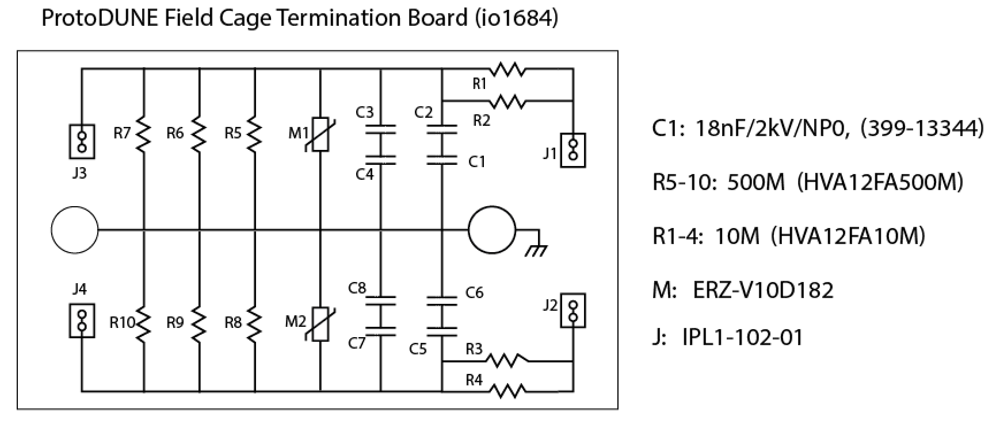 ProtoDUNE Field Cage Termination Board (io1684)
R1
C3 C2
R2
R7 R6 R5 M1
J1
J3 C4 C1
C1: 18nF/2kV/NP0, (399-13344)
R5-10: 500M (HVA12FA500M)
R1-4: 10M (HVA12FA10M)
M: ERZ-V10D182
J: IPL1-102-01
J4 C8 C6
J2
R10 R9 R8 M2
C7 C5 R3
R4